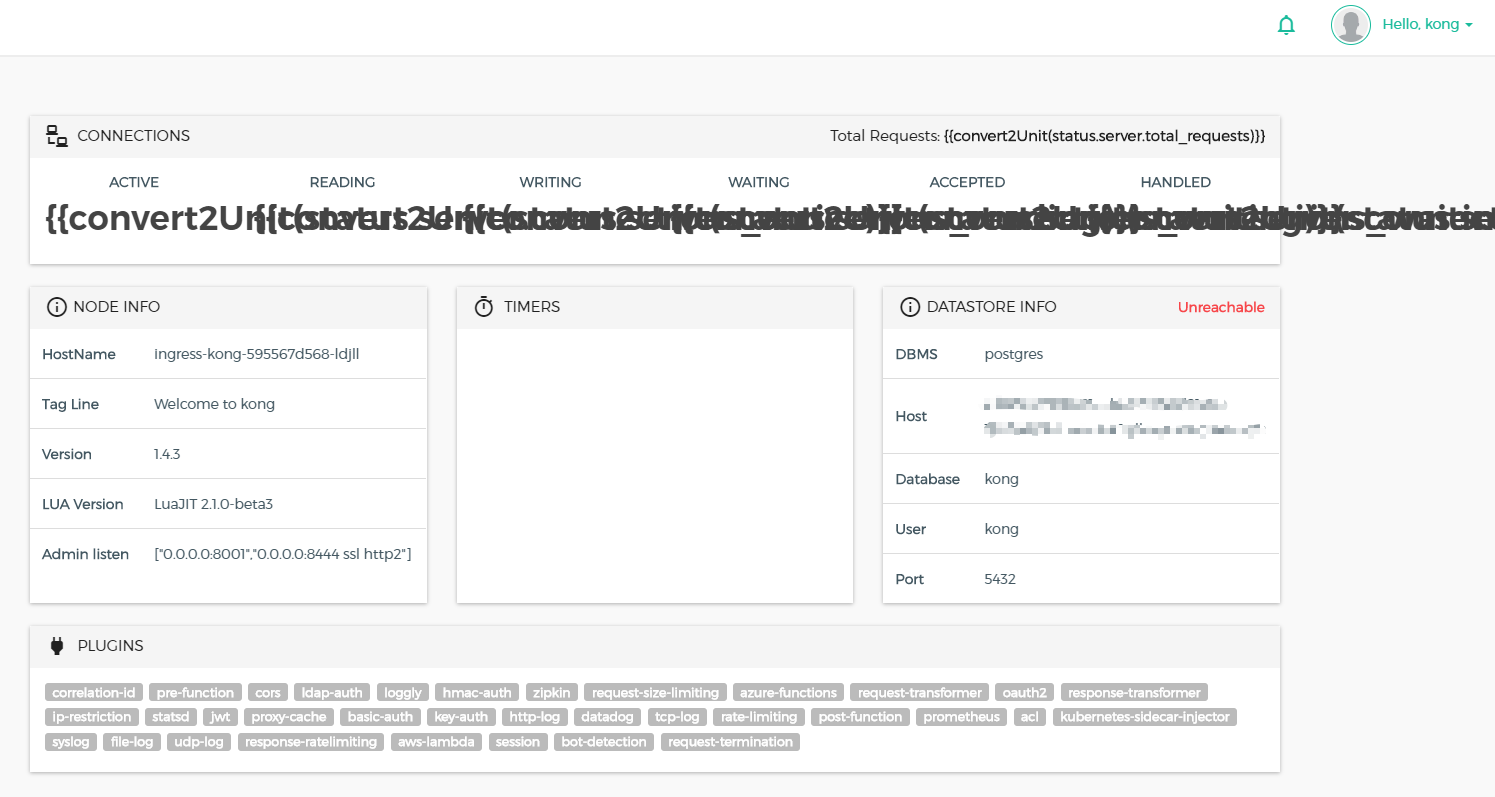 Hello, kong
CONNECTIONS
Total Requests: {{convert2Unit(status.server.total_requests)}}
ACTIVE READING WRITING WAITING ACCEPTED HANDLED
NODE INFO
HostName ingress-kong-595567d568-ldjll
Tag Line Welcome to kong
Version 1.4.3
LUA Version LuaJIT 2.1.0-beta3
Admin listen ["0.0.0.0:8001","0.0.0.0:8444 ssl http2"]
TIMERS
DATASTORE INFO Unreachable
DBMS postgres
Host
Database kong
User kong
Port 5432
PLUGINS
correlation-id pre-function cors ldap-auth loggly hmac-auth zipkin request-size-limiting azure-functions request-transformer oauth2 response-transformer
ip-restriction statsd jwt proxy-cache basic-auth key-auth http-log datadog tcp-log rate-limiting post-function prometheus acl kubernetes-sidecar-injector
syslog file-log udp-log response-ratelimiting aws-lambda session bot-detection request-termination